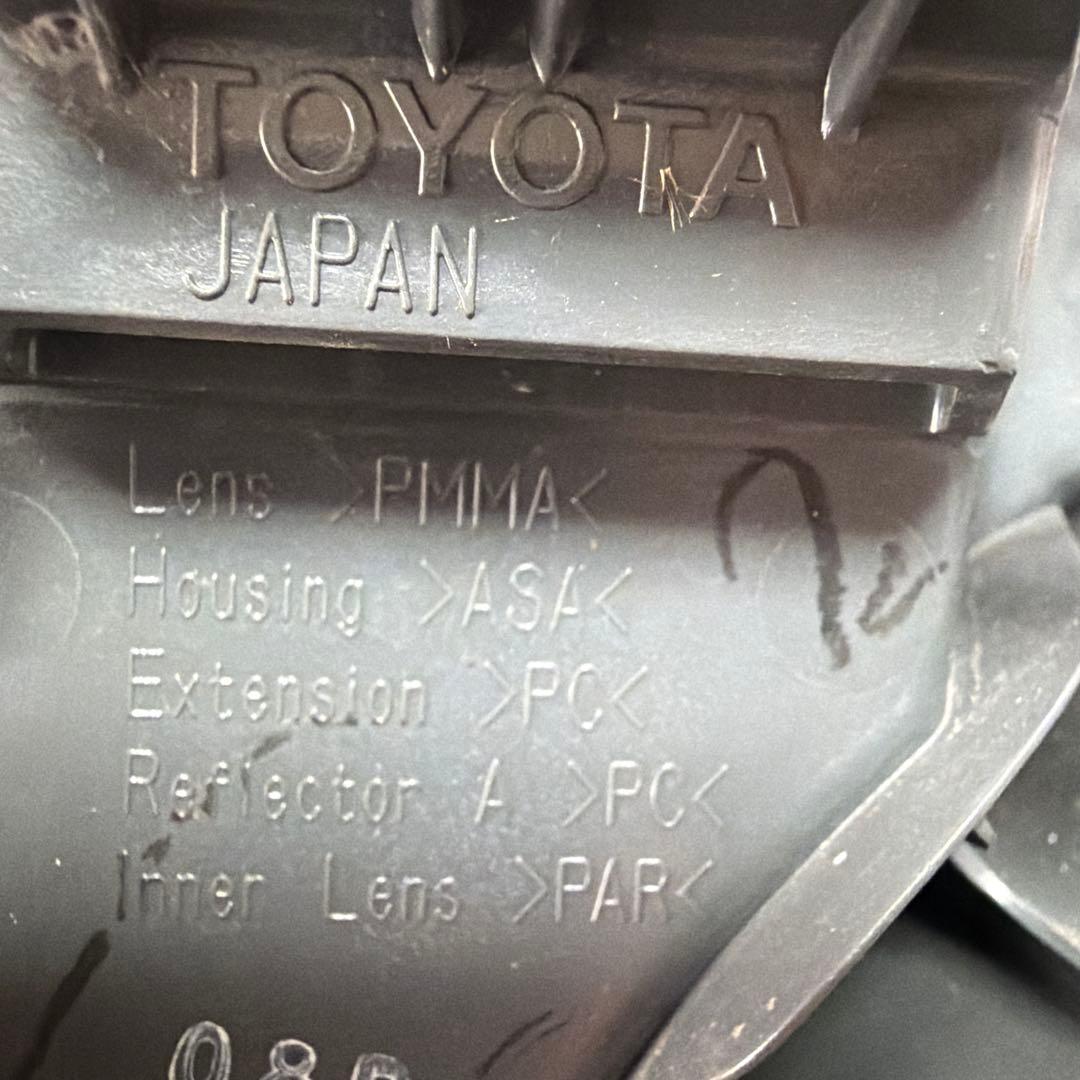 TOYOTA
JAPAN
Lens >PMMA<
Housing >ASA<
Extension >PC<
Reflector A >PC<
Inner Lens >PAR<